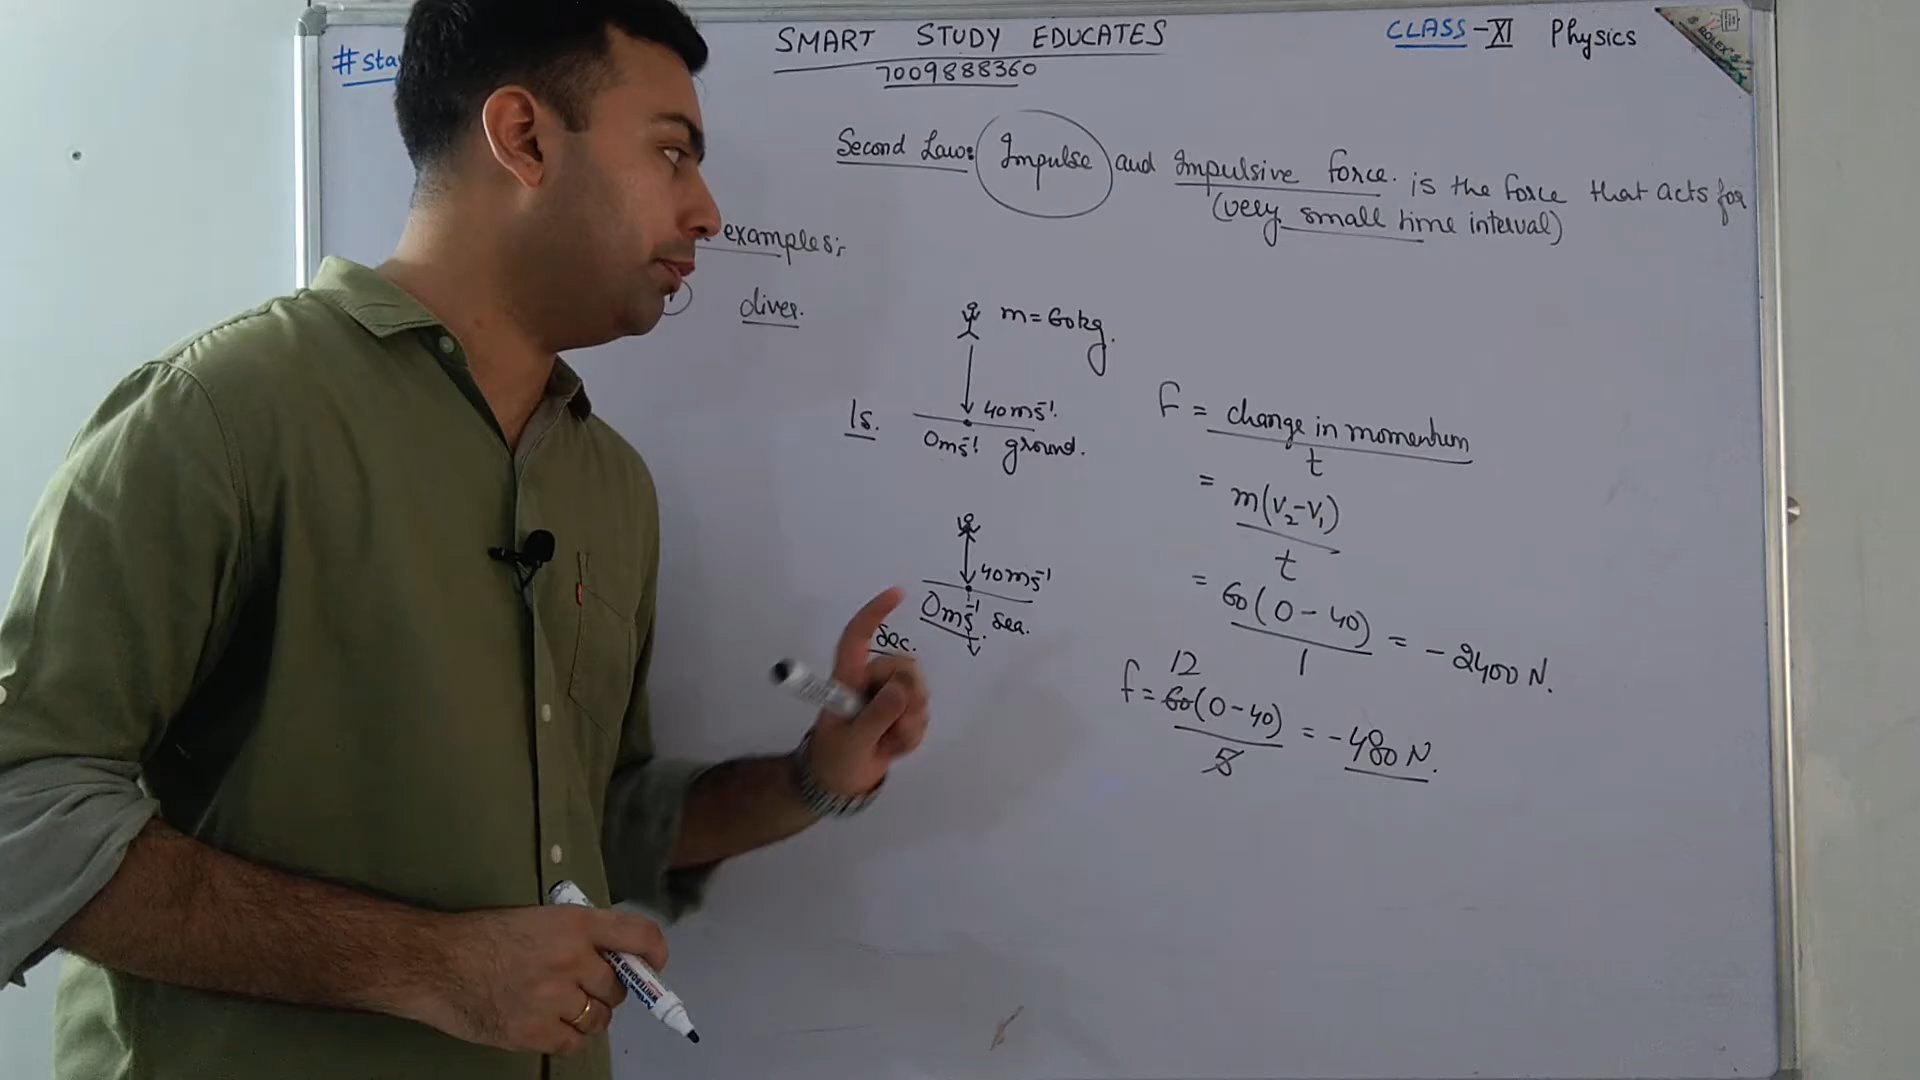 SMART STUDY EDUCATES
7009888360
CLASS-XI Physics
#sta
Second Law: Impulse and Impulsive force. is the force that acts for
(very small time interval)
examples:-
diver.
m=60kg.
1s.
40ms⁻¹.
0ms⁻¹. ground.
40ms⁻¹
0ms⁻¹ sea.
sec.
F = change in momentum
t
= m(v₂-v₁)
t
= 60(0-40) = -2400 N.
1
12
f = 60(0-40) = -480 N.
5